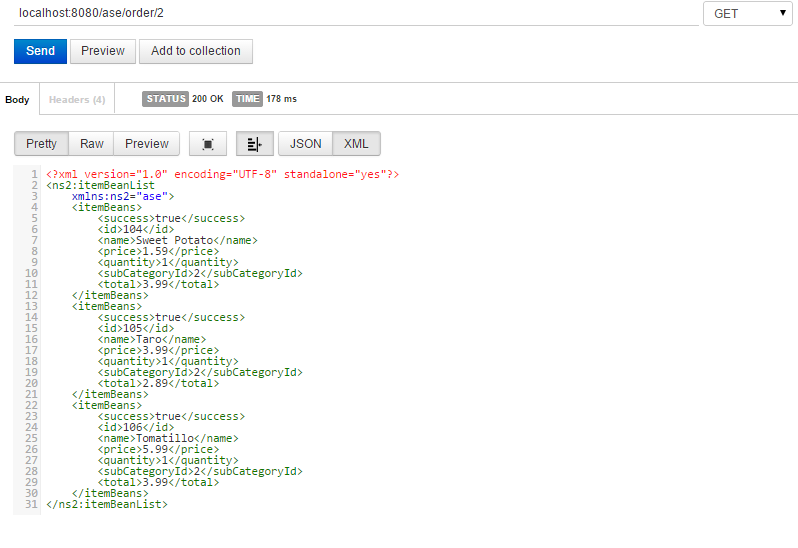 localhost:8080/ase/order/2 GET
Send Preview Add to collection
Body Headers (4) STATUS 200 OK TIME 178 ms
Pretty Raw Preview JSON XML
1 <?xml version="1.0" encoding="UTF-8" standalone="yes"?>
2 <ns2:itemBeanList
3 xmlns:ns2="ase">
4 <itemBeans>
5 <success>true</success>
6 <id>104</id>
7 <name>Sweet Potato</name>
8 <price>1.59</price>
9 <quantity>1</quantity>
10 <subCategoryId>2</subCategoryId>
11 <total>3.99</total>
12 </itemBeans>
13 <itemBeans>
14 <success>true</success>
15 <id>105</id>
16 <name>Taro</name>
17 <price>3.99</price>
18 <quantity>1</quantity>
19 <subCategoryId>2</subCategoryId>
20 <total>2.89</total>
21 </itemBeans>
22 <itemBeans>
23 <success>true</success>
24 <id>106</id>
25 <name>Tomatillo</name>
26 <price>5.99</price>
27 <quantity>1</quantity>
28 <subCategoryId>2</subCategoryId>
29 <total>3.99</total>
30 </itemBeans>
31 </ns2:itemBeanList>